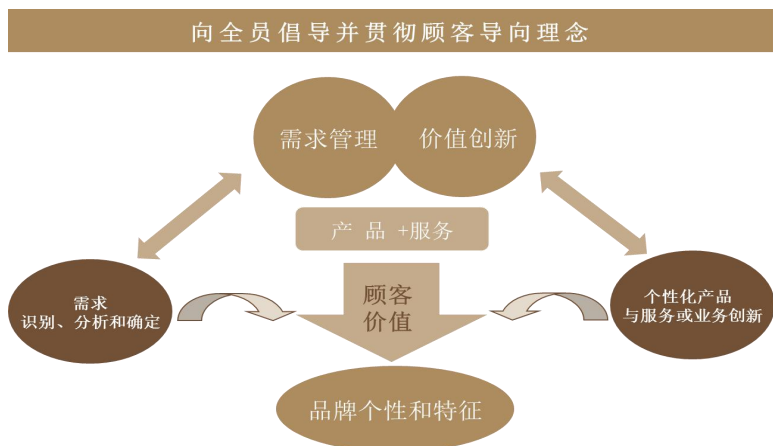 向全员倡导并贯彻顾客导向理念
需求管理
价值创新
产 品 +服务
需求
识别、分析和确定
顾客
价值
个性化产品
与服务或业务创新
品牌个性和特征